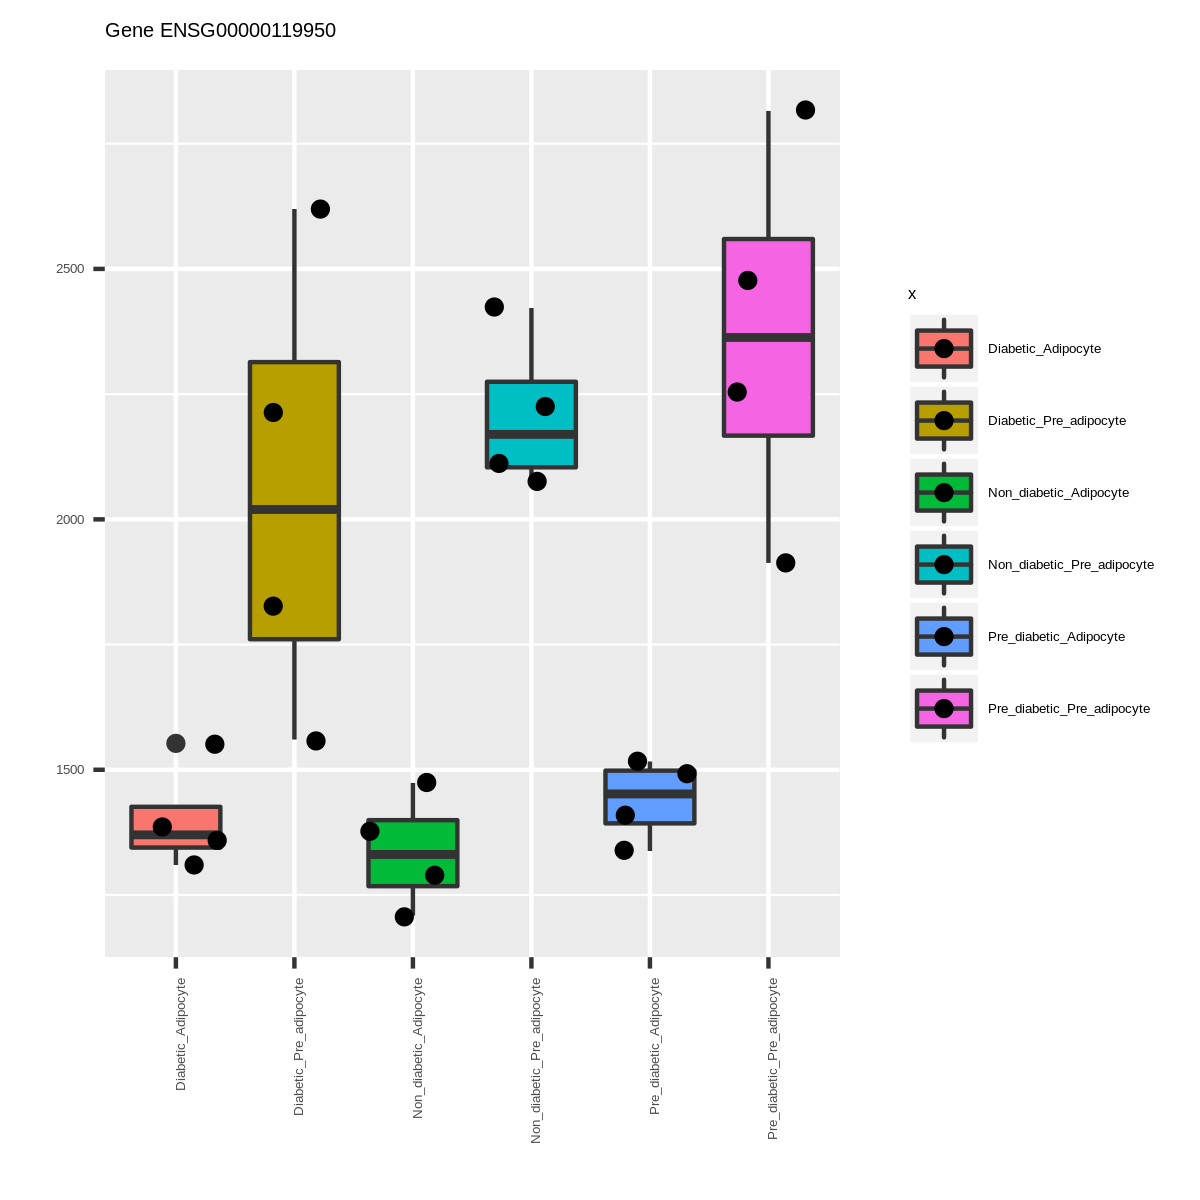 Gene ENSG00000119950
2500
2000
1500
Diabetic_Adipocyte
Diabetic_Pre_adipocyte
Non_diabetic_Adipocyte
Non_diabetic_Pre_adipocyte
Pre_diabetic_Adipocyte
Pre_diabetic_Pre_adipocyte
x
Diabetic_Adipocyte
Diabetic_Pre_adipocyte
Non_diabetic_Adipocyte
Non_diabetic_Pre_adipocyte
Pre_diabetic_Adipocyte
Pre_diabetic_Pre_adipocyte